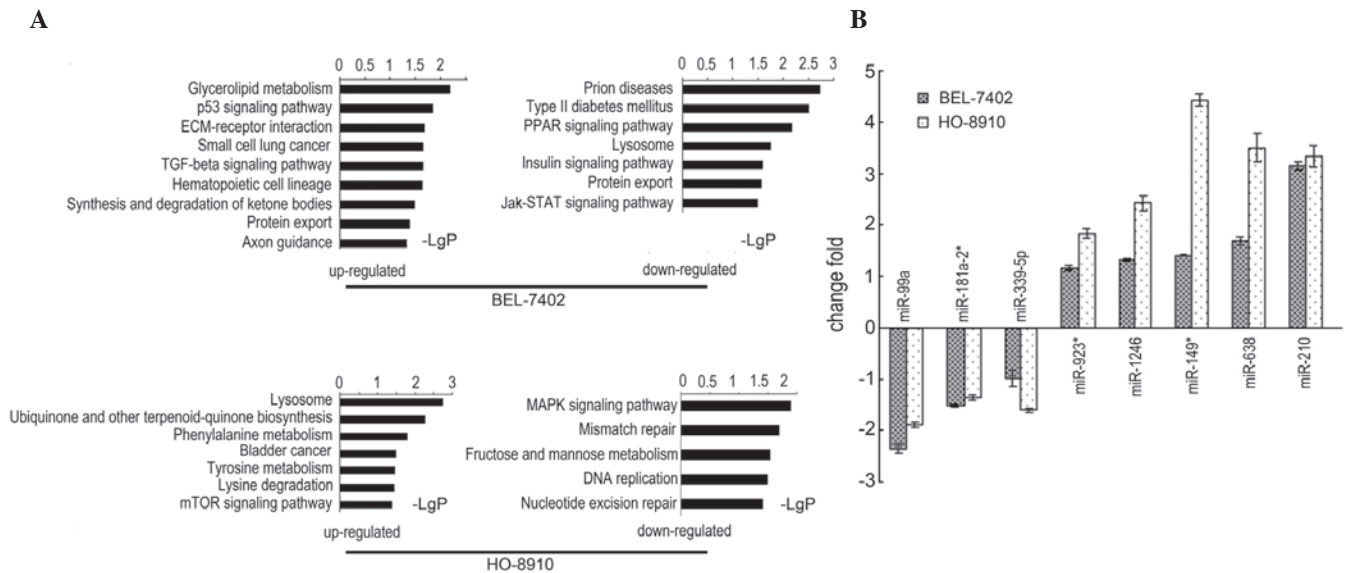 A
0 0.5 1 1.5 2
Glycerolipid metabolism
p53 signaling pathway
ECM-receptor interaction
Small cell lung cancer
TGF-beta signaling pathway
Hematopoietic cell lineage
Synthesis and degradation of ketone bodies
Protein export
Axon guidance
-LgP
up-regulated
0 0.5 1 1.5 2 2.5 3
Prion diseases
Type II diabetes mellitus
PPAR signaling pathway
Lysosome
Insulin signaling pathway
Protein export
Jak-STAT signaling pathway
-LgP
down-regulated
BEL-7402
0 1 2 3
Lysosome
Ubiquinone and other terpenoid-quinone biosynthesis
Phenylalanine metabolism
Bladder cancer
Tyrosine metabolism
Lysine degradation
mTOR signaling pathway
-LgP
up-regulated
0 0.5 1 1.5 2
MAPK signaling pathway
Mismatch repair
Fructose and mannose metabolism
DNA replication
Nucleotide excision repair
-LgP
down-regulated
HO-8910
B
change fold
5
4
3
2
1
0
-1
-2
-3
BEL-7402
HO-8910
miR-99a
miR-181a-2*
miR-339-5p
miR-923*
miR-1246
miR-149*
miR-638
miR-210